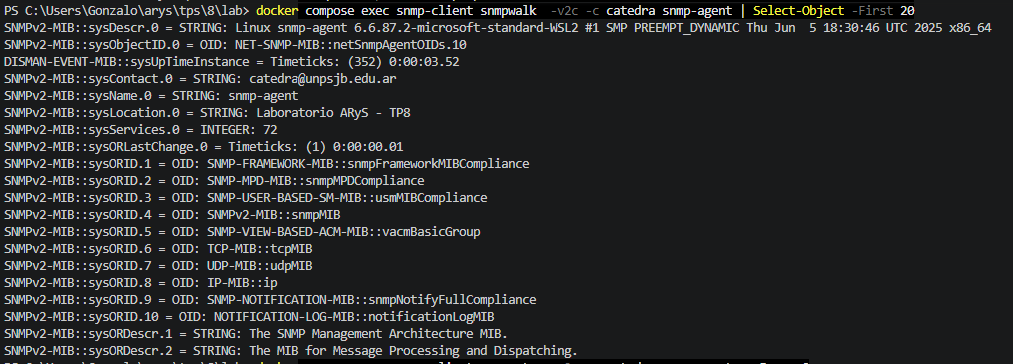 PS C:\Users\Gonzalo\arys\tps\8\lab> docker compose exec snmp-client snmpwalk -v2c -c catedra snmp-agent | Select-Object -First 20
SNMPv2-MIB::sysDescr.0 = STRING: Linux snmp-agent 6.6.87.2-microsoft-standard-WSL2 #1 SMP PREEMPT_DYNAMIC Thu Jun  5 18:30:46 UTC 2025 x86_64
SNMPv2-MIB::sysObjectID.0 = OID: NET-SNMP-MIB::netSnmpAgentOIDs.10
DISMAN-EVENT-MIB::sysUpTimeInstance = Timeticks: (352) 0:00:03.52
SNMPv2-MIB::sysContact.0 = STRING: catedra@unpsjb.edu.ar
SNMPv2-MIB::sysName.0 = STRING: snmp-agent
SNMPv2-MIB::sysLocation.0 = STRING: Laboratorio ARyS - TP8
SNMPv2-MIB::sysServices.0 = INTEGER: 72
SNMPv2-MIB::sysORLastChange.0 = Timeticks: (1) 0:00:00.01
SNMPv2-MIB::sysORID.1 = OID: SNMP-FRAMEWORK-MIB::snmpFrameworkMIBCompliance
SNMPv2-MIB::sysORID.2 = OID: SNMP-MPD-MIB::snmpMPDCompliance
SNMPv2-MIB::sysORID.3 = OID: SNMP-USER-BASED-SM-MIB::usmMIBCompliance
SNMPv2-MIB::sysORID.4 = OID: SNMPv2-MIB::snmpMIB
SNMPv2-MIB::sysORID.5 = OID: SNMP-VIEW-BASED-ACM-MIB::vacmBasicGroup
SNMPv2-MIB::sysORID.6 = OID: TCP-MIB::tcpMIB
SNMPv2-MIB::sysORID.7 = OID: UDP-MIB::udpMIB
SNMPv2-MIB::sysORID.8 = OID: IP-MIB::ip
SNMPv2-MIB::sysORID.9 = OID: SNMP-NOTIFICATION-MIB::snmpNotifyFullCompliance
SNMPv2-MIB::sysORID.10 = OID: NOTIFICATION-LOG-MIB::notificationLogMIB
SNMPv2-MIB::sysORDescr.1 = STRING: The SNMP Management Architecture MIB.
SNMPv2-MIB::sysORDescr.2 = STRING: The MIB for Message Processing and Dispatching.